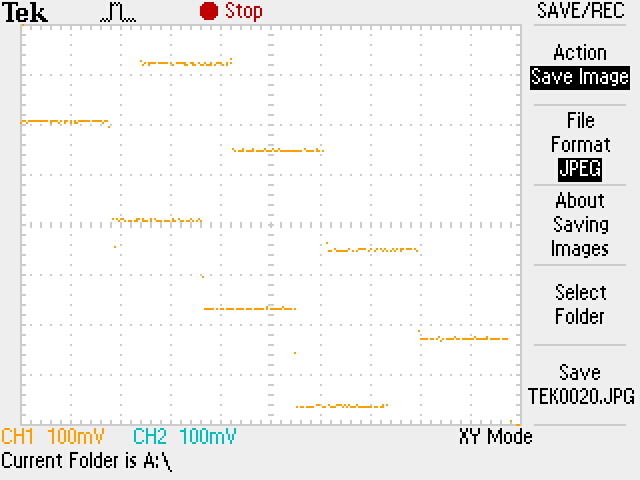 Tek Stop SAVE/REC
Action
Save Image
File
Format
JPEG
About
Saving
Images
Select
Folder
Save
TEK0020.JPG
CH1 100mV CH2 100mV XY Mode
Current Folder is A:\